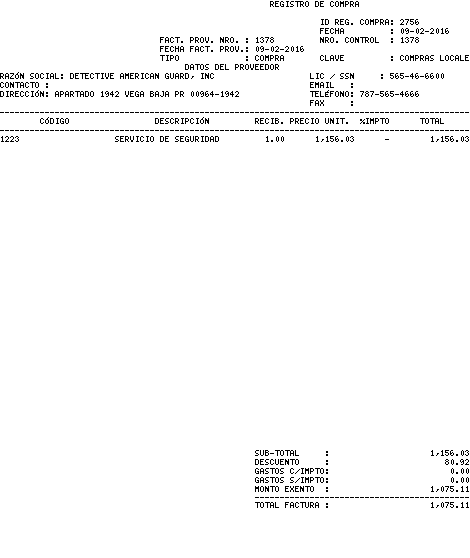 REGISTRO DE COMPRA
ID REG. COMPRA: 2756
FECHA : 09-02-2016
FACT. PROV. NRO. : 1378 NRO. CONTROL : 1378
FECHA FACT. PROV.: 09-02-2016
TIPO : COMPRA CLAVE : COMPRAS LOCALE
DATOS DEL PROVEEDOR
RAZÓN SOCIAL: DETECTIVE AMERICAN GUARD, INC LIC / SSN : 565-46-6600
CONTACTO : EMAIL :
DIRECCIÓN: APARTADO 1942 VEGA BAJA PR 00964-1942 TELÉFONO: 787-565-4666
FAX :
CÓDIGO DESCRIPCIÓN RECIB. PRECIO UNIT. %IMPTO TOTAL
1223 SERVICIO DE SEGURIDAD 1.00 1,156.03 - 1,156.03
SUB-TOTAL : 1,156.03
DESCUENTO : 80.92
GASTOS C/IMPTO: 0.00
GASTOS S/IMPTO: 0.00
MONTO EXENTO : 1,075.11
TOTAL FACTURA : 1,075.11